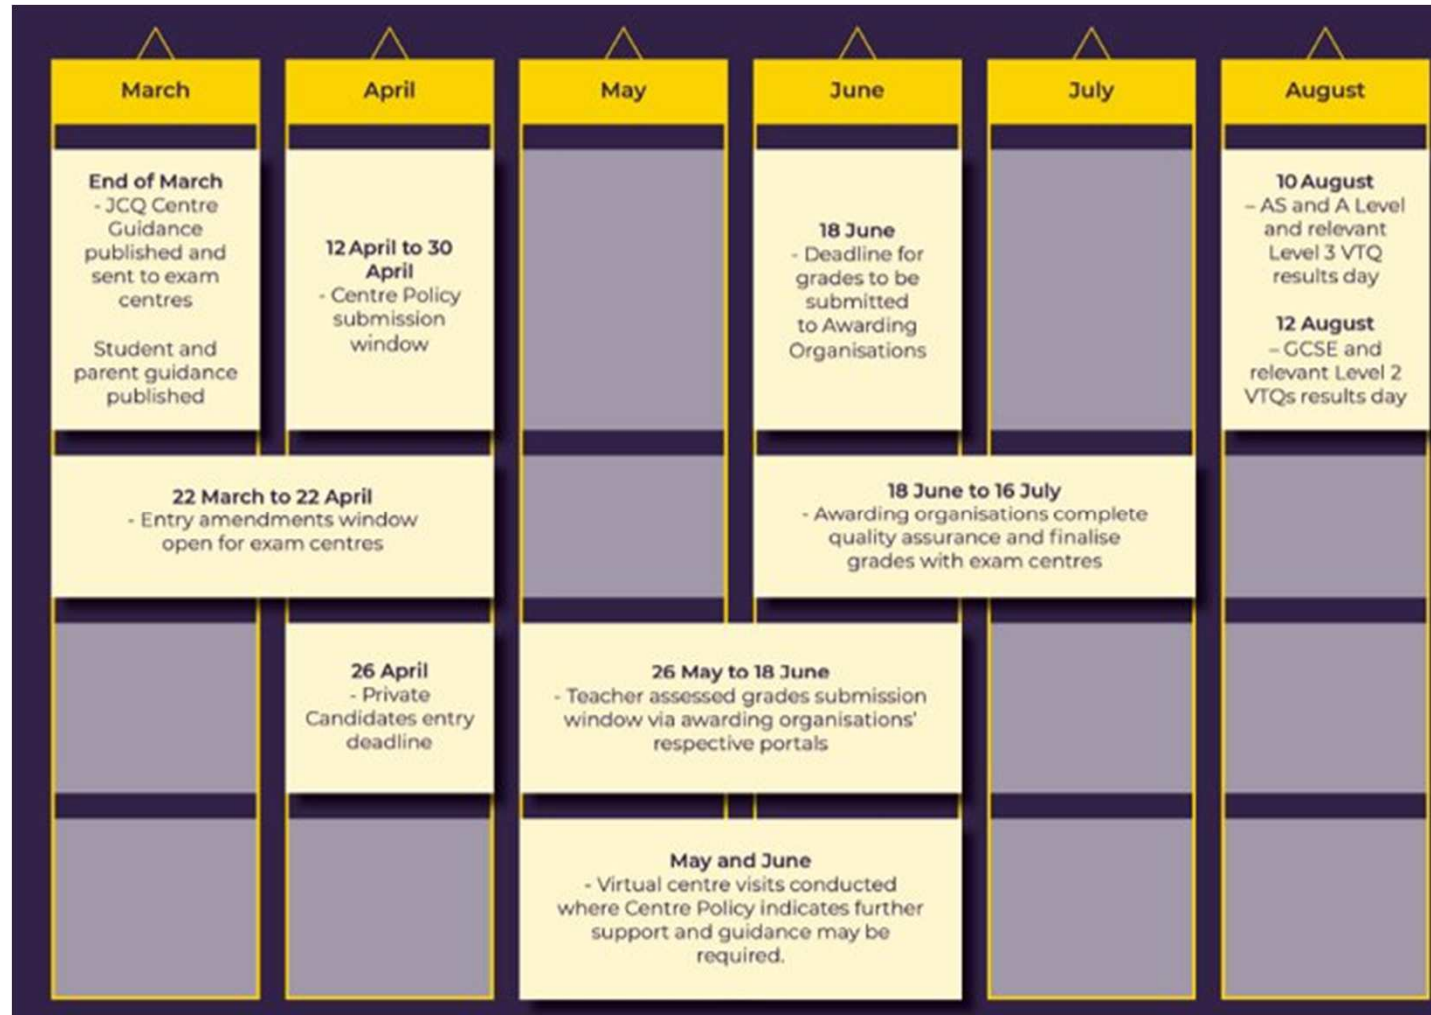 March
April
May
June
July
August
End of March
- JCQ Centre
Guidance
published and
sent to exam
centres
Student and
parent guidance
published
12 April to 30
April
- Centre Policy
submission
window
18 June
- Deadline for
grades to be
submitted
to Awarding
Organisations
10 August
– AS and A Level
and relevant
Level 3 VTQ
results day
12 August
– GCSE and
relevant Level 2
VTQs results day
22 March to 22 April
- Entry amendments window
open for exam centres
18 June to 16 July
- Awarding organisations complete
quality assurance and finalise
grades with exam centres
26 April
- Private
Candidates entry
deadline
26 May to 18 June
- Teacher assessed grades submission
window via awarding organisations’
respective portals
May and June
- Virtual centre visits conducted
where Centre Policy indicates further
support and guidance may be
required.